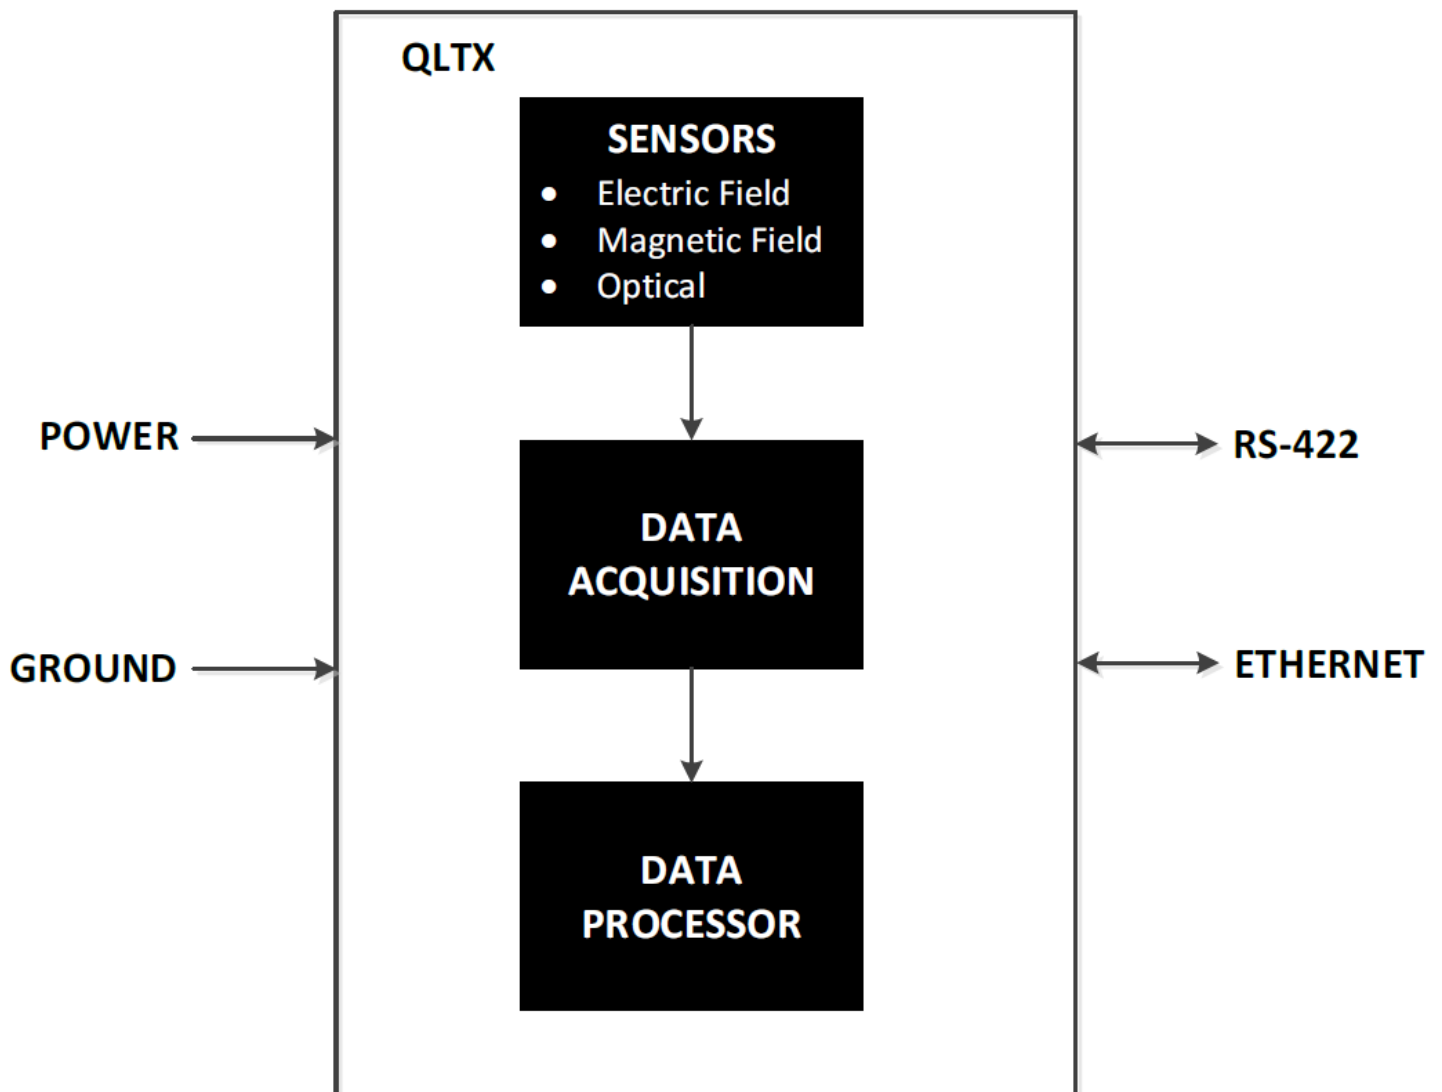 QLTX
SENSORS
• Electric Field
• Magnetic Field
• Optical
POWER
RS-422
DATA
ACQUISITION
GROUND
ETHERNET
DATA
PROCESSOR